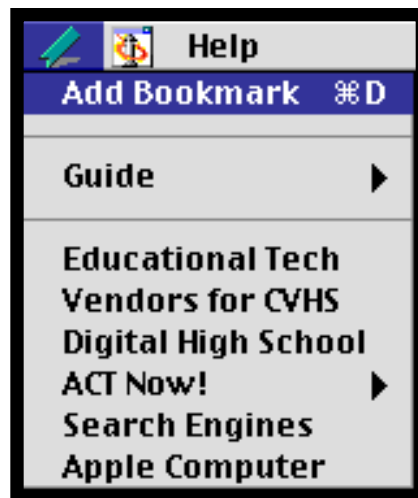 Help
Add Bookmark ⌘D
Guide
Educational Tech
Vendors for CVHS
Digital High School
ACT Now!
Search Engines
Apple Computer